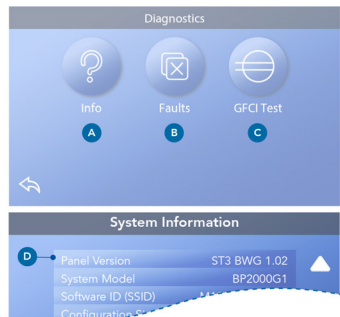 Diagnostics
Info Faults GFCI Test
A B C
System Information
D Panel Version ST3 BWG 1.02
System Model BP2000G1
Software ID (SSID)
Configuration